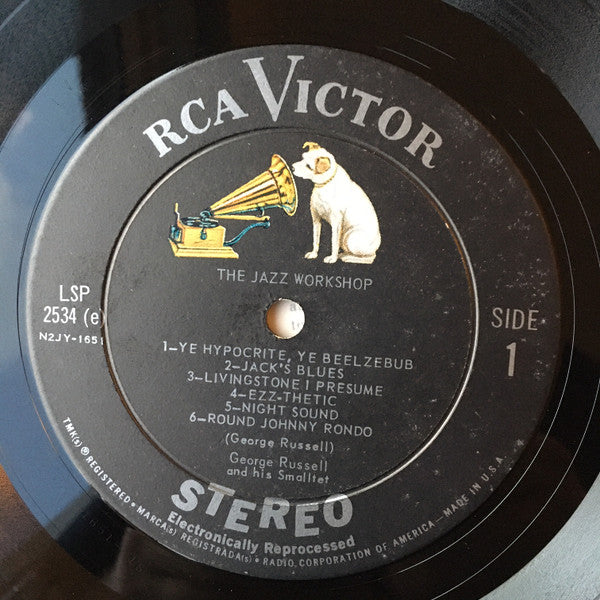 RCA VICTOR
THE JAZZ WORKSHOP
LSP
2534 (e)
N2JY-1651
SIDE
1
1—YE HYPOCRITE, YE BEELZEBUB
2—JACK'S BLUES
3—LIVINGSTONE I PRESUME
4—EZZ-THETIC
5—NIGHT SOUND
6—ROUND JOHNNY RONDO
(George Russell)
George Russell
and his Smalltet
STEREO
Electronically Reprocessed
TMK(s) ® REGISTERED • MARCA(s) REGISTRADA(s) • RADIO CORPORATION OF AMERICA—MADE IN U.S.A.